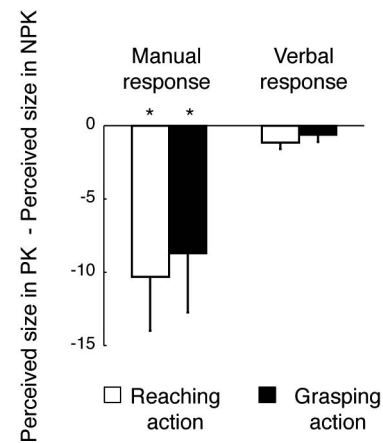 Perceived size in PK - Perceived size in NPK
Manual response
Verbal response
* *
0
-5
-10
-15
Reaching action
Grasping action